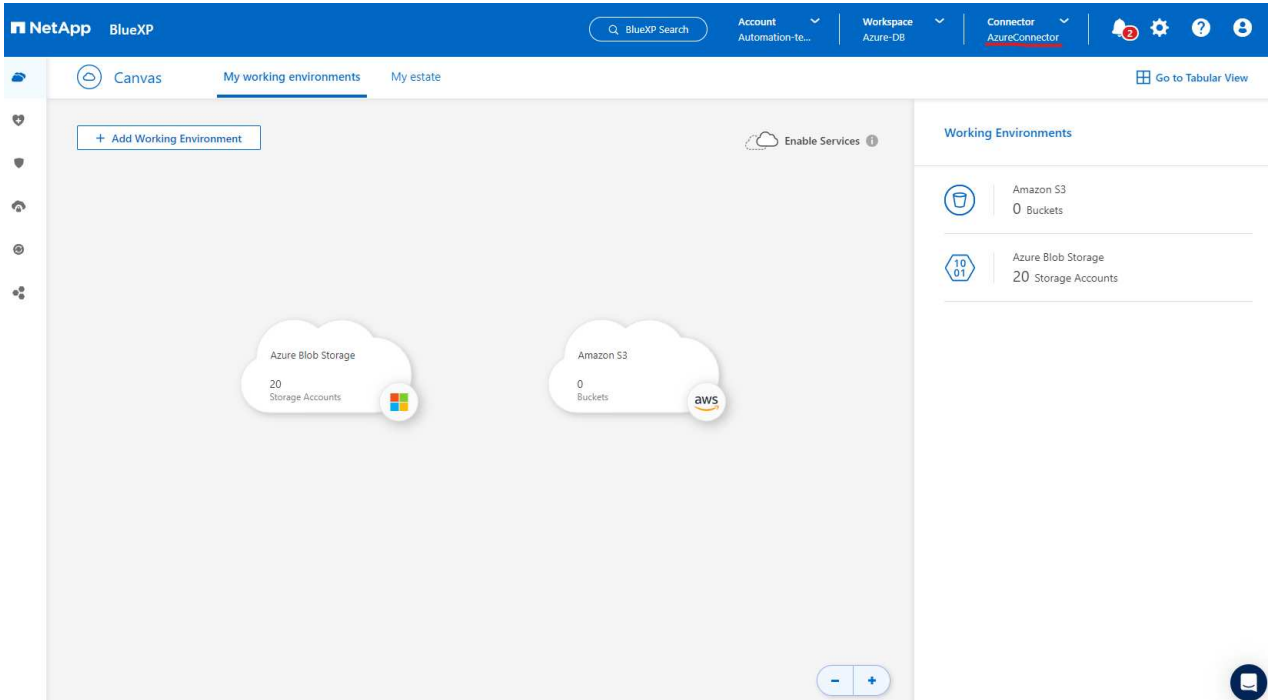 NetApp BlueXP
BlueXP Search
Account
Automation-te...
Workspace
Azure-DB
Connector
AzureConnector
2
?
Canvas
My working environments
My estate
Go to Tabular View
+ Add Working Environment
Enable Services
Working Environments
Amazon S3
0 Buckets
10
01
Azure Blob Storage
20 Storage Accounts
Azure Blob Storage
20
Storage Accounts
Amazon S3
0
Buckets
aws
- +